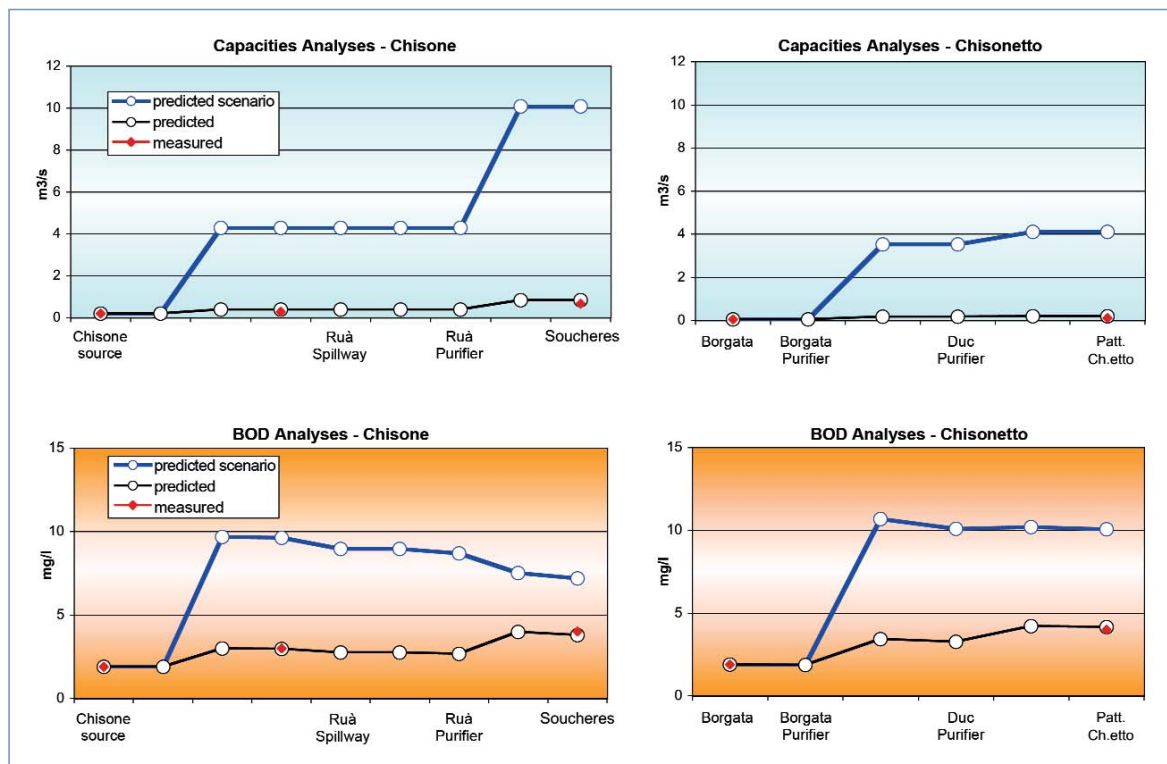 Capacities Analyses - Chisone
12
10
8
6
4
2
0
m3/s
predicted scenario
predicted
measured
Chisone
source
Ruà
Spillway
Ruà
Purifier
Soucheres
Capacities Analyses - Chisonetto
12
10
8
6
4
2
0
m3/s
Borgata
Borgata
Purifier
Duc
Purifier
Patt.
Ch.etto
BOD Analyses - Chisone
15
10
5
0
mg/l
predicted scenario
predicted
measured
Chisone
source
Ruà
Spillway
Ruà
Purifier
Soucheres
BOD Analyses - Chisonetto
15
10
5
0
mg/l
Borgata
Borgata
Purifier
Duc
Purifier
Patt.
Ch.etto